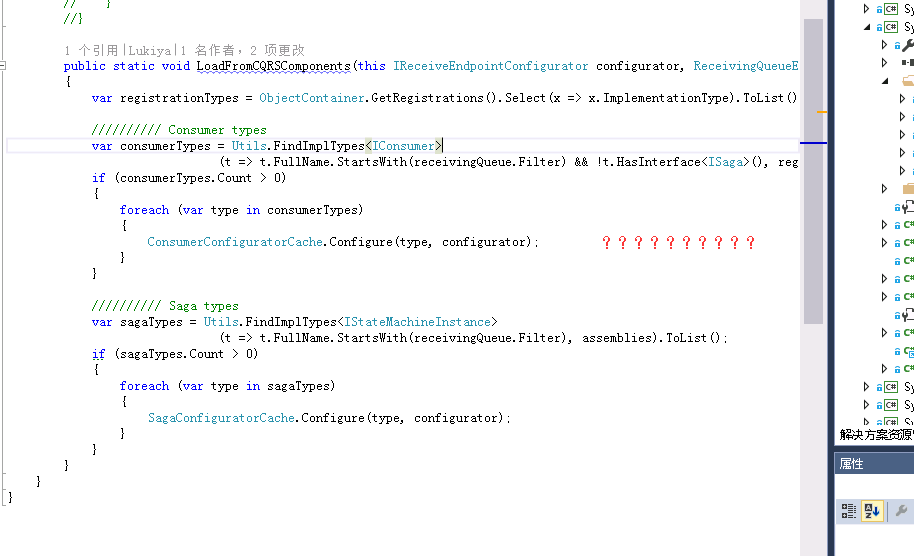 //    }
//}
1 个引用|Lukiya|1 名作者，2 项更改
public static void LoadFromCQRSComponents(this IReceiveEndpointConfigurator configurator, ReceivingQueueE
{
var registrationTypes = ObjectContainer.GetRegistrations().Select(x => x.ImplementationType).ToList()
////////// Consumer types
var consumerTypes = Utils.FindImplTypes<IConsumer>
(t => t.FullName.StartsWith(receivingQueue.Filter) && !t.HasInterface<ISaga>(), reg
if (consumerTypes.Count > 0)
{
foreach (var type in consumerTypes)
{
ConsumerConfiguratorCache.Configure(type, configurator); ？？？？？？？？？？
}
}
////////// Saga types
var sagaTypes = Utils.FindImplTypes<IStateMachineInstance>
(t => t.FullName.StartsWith(receivingQueue.Filter), assemblies).ToList();
if (sagaTypes.Count > 0)
{
foreach (var type in sagaTypes)
{
SagaConfiguratorCache.Configure(type, configurator);
}
}
}
}
}
C# Sy
C# Sy
C#
C#
C#
C#
C#
C#
C#
C#
C# Sy
C# Sy
C# Sy
解决方案资源
属性